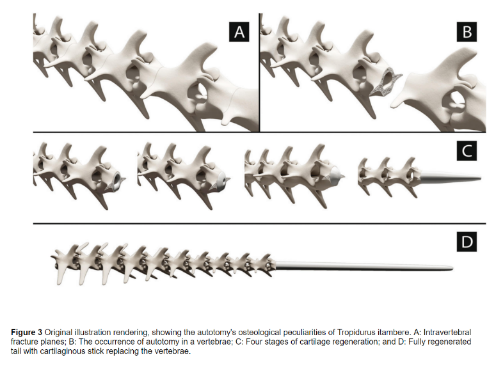 A
B
C
D
Figure 3 Original illustration rendering, showing the autotomy's osteological peculiarities of Tropidurus itambere. A: Intravertebral
fracture planes; B: The occurrence of autotomy in a vertebrae; C: Four stages of cartilage regeneration; and D: Fully regenerated
tail with cartilaginous stick replacing the vertebrae.